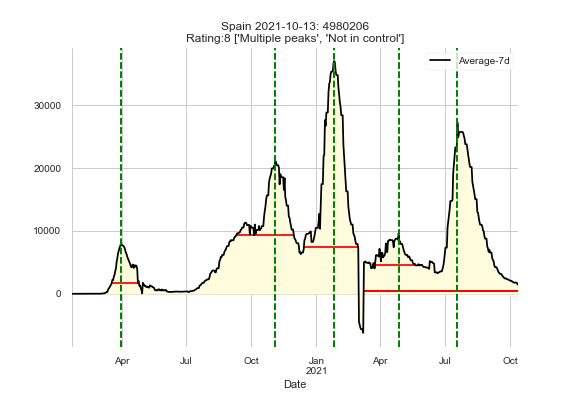 Spain 2021-10-13: 4980206
Rating:8 ['Multiple peaks', 'Not in control']
Average-7d
30000
20000
10000
0
Apr
Jul
Oct
Jan
2021
Apr
Jul
Oct
Date